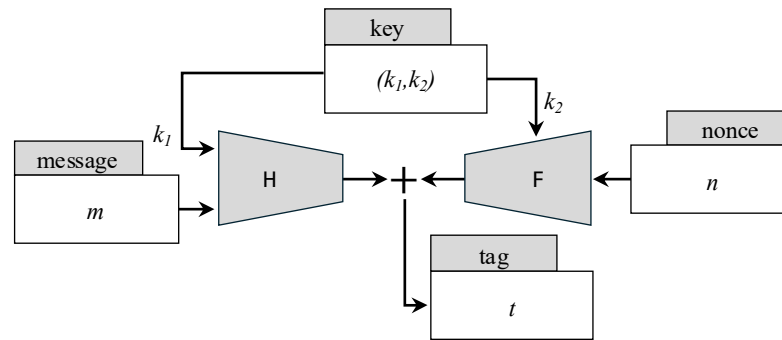 key
(k1,k2)
k1
k2
message
m
H
+
F
nonce
n
tag
t